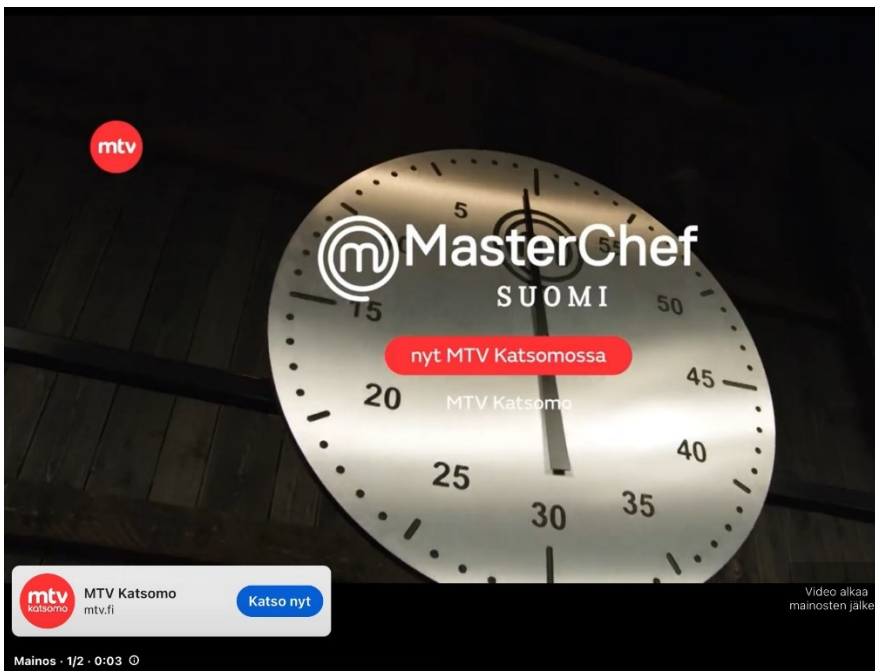 mtv
5
55
MasterChef
SUOMI
15
50
nyt MTV Katsomossa
45
20
MTV Katsomo
40
25
35
30
mtv
katsomo
MTV Katsomo
mtv.fi
Katso nyt
Video alkaa
mainosten jälke
Mainos · 1/2 · 0:03